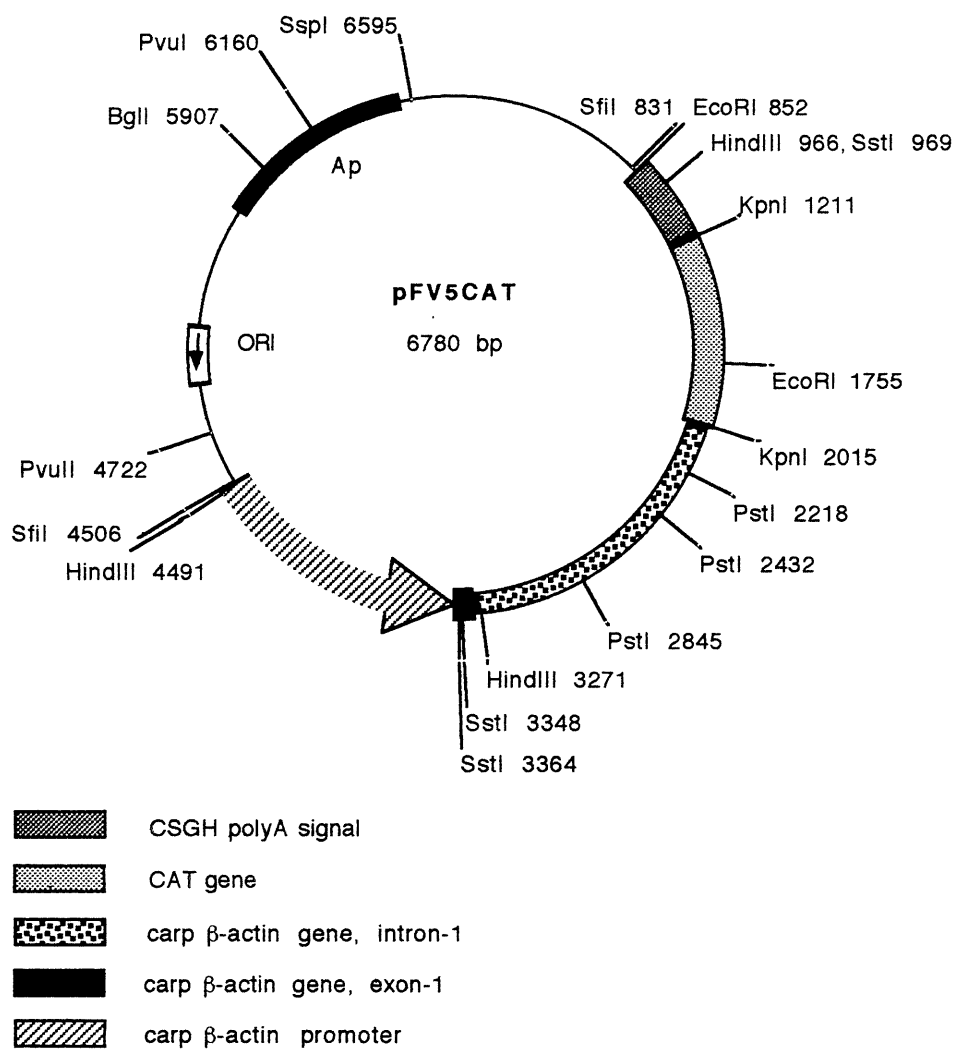 SspI 6595
PvuI 6160
BglI 5907
Ap
SfiI 831
EcoRI 852
HindIII 966, SstI 969
KpnI 1211
pFV5CAT
6780 bp
ORI
EcoRI 1755
KpnI 2015
PvuII 4722
PstI 2218
SfiI 4506
PstI 2432
HindIII 4491
PstI 2845
HindIII 3271
SstI 3348
SstI 3364
CSGH polyA signal
CAT gene
carp β-actin gene, intron-1
carp β-actin gene, exon-1
carp β-actin promoter